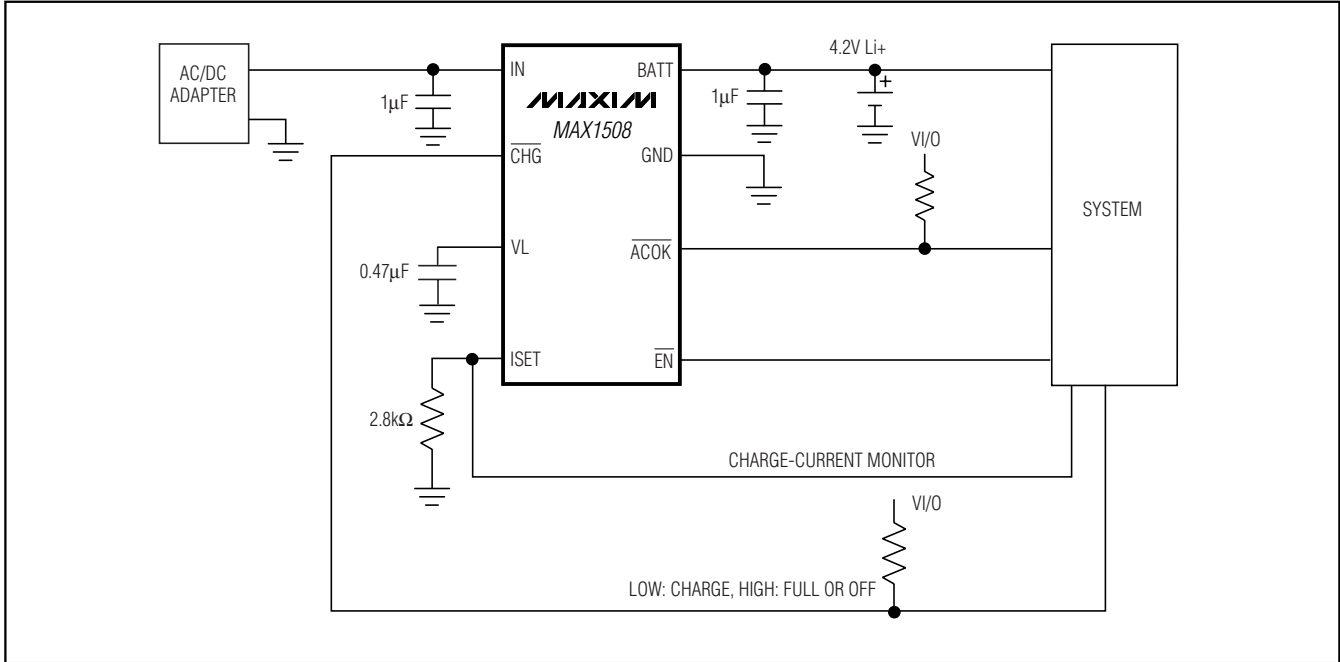 AC/DC
ADAPTER
1µF
IN
CHG
VL
0.47µF
ISET
2.8kΩ
MAXIM
MAX1508
BATT
GND
ACOK
EN
1µF
4.2V Li+
+
VI/O
SYSTEM
CHARGE-CURRENT MONITOR
VI/O
LOW: CHARGE, HIGH: FULL OR OFF